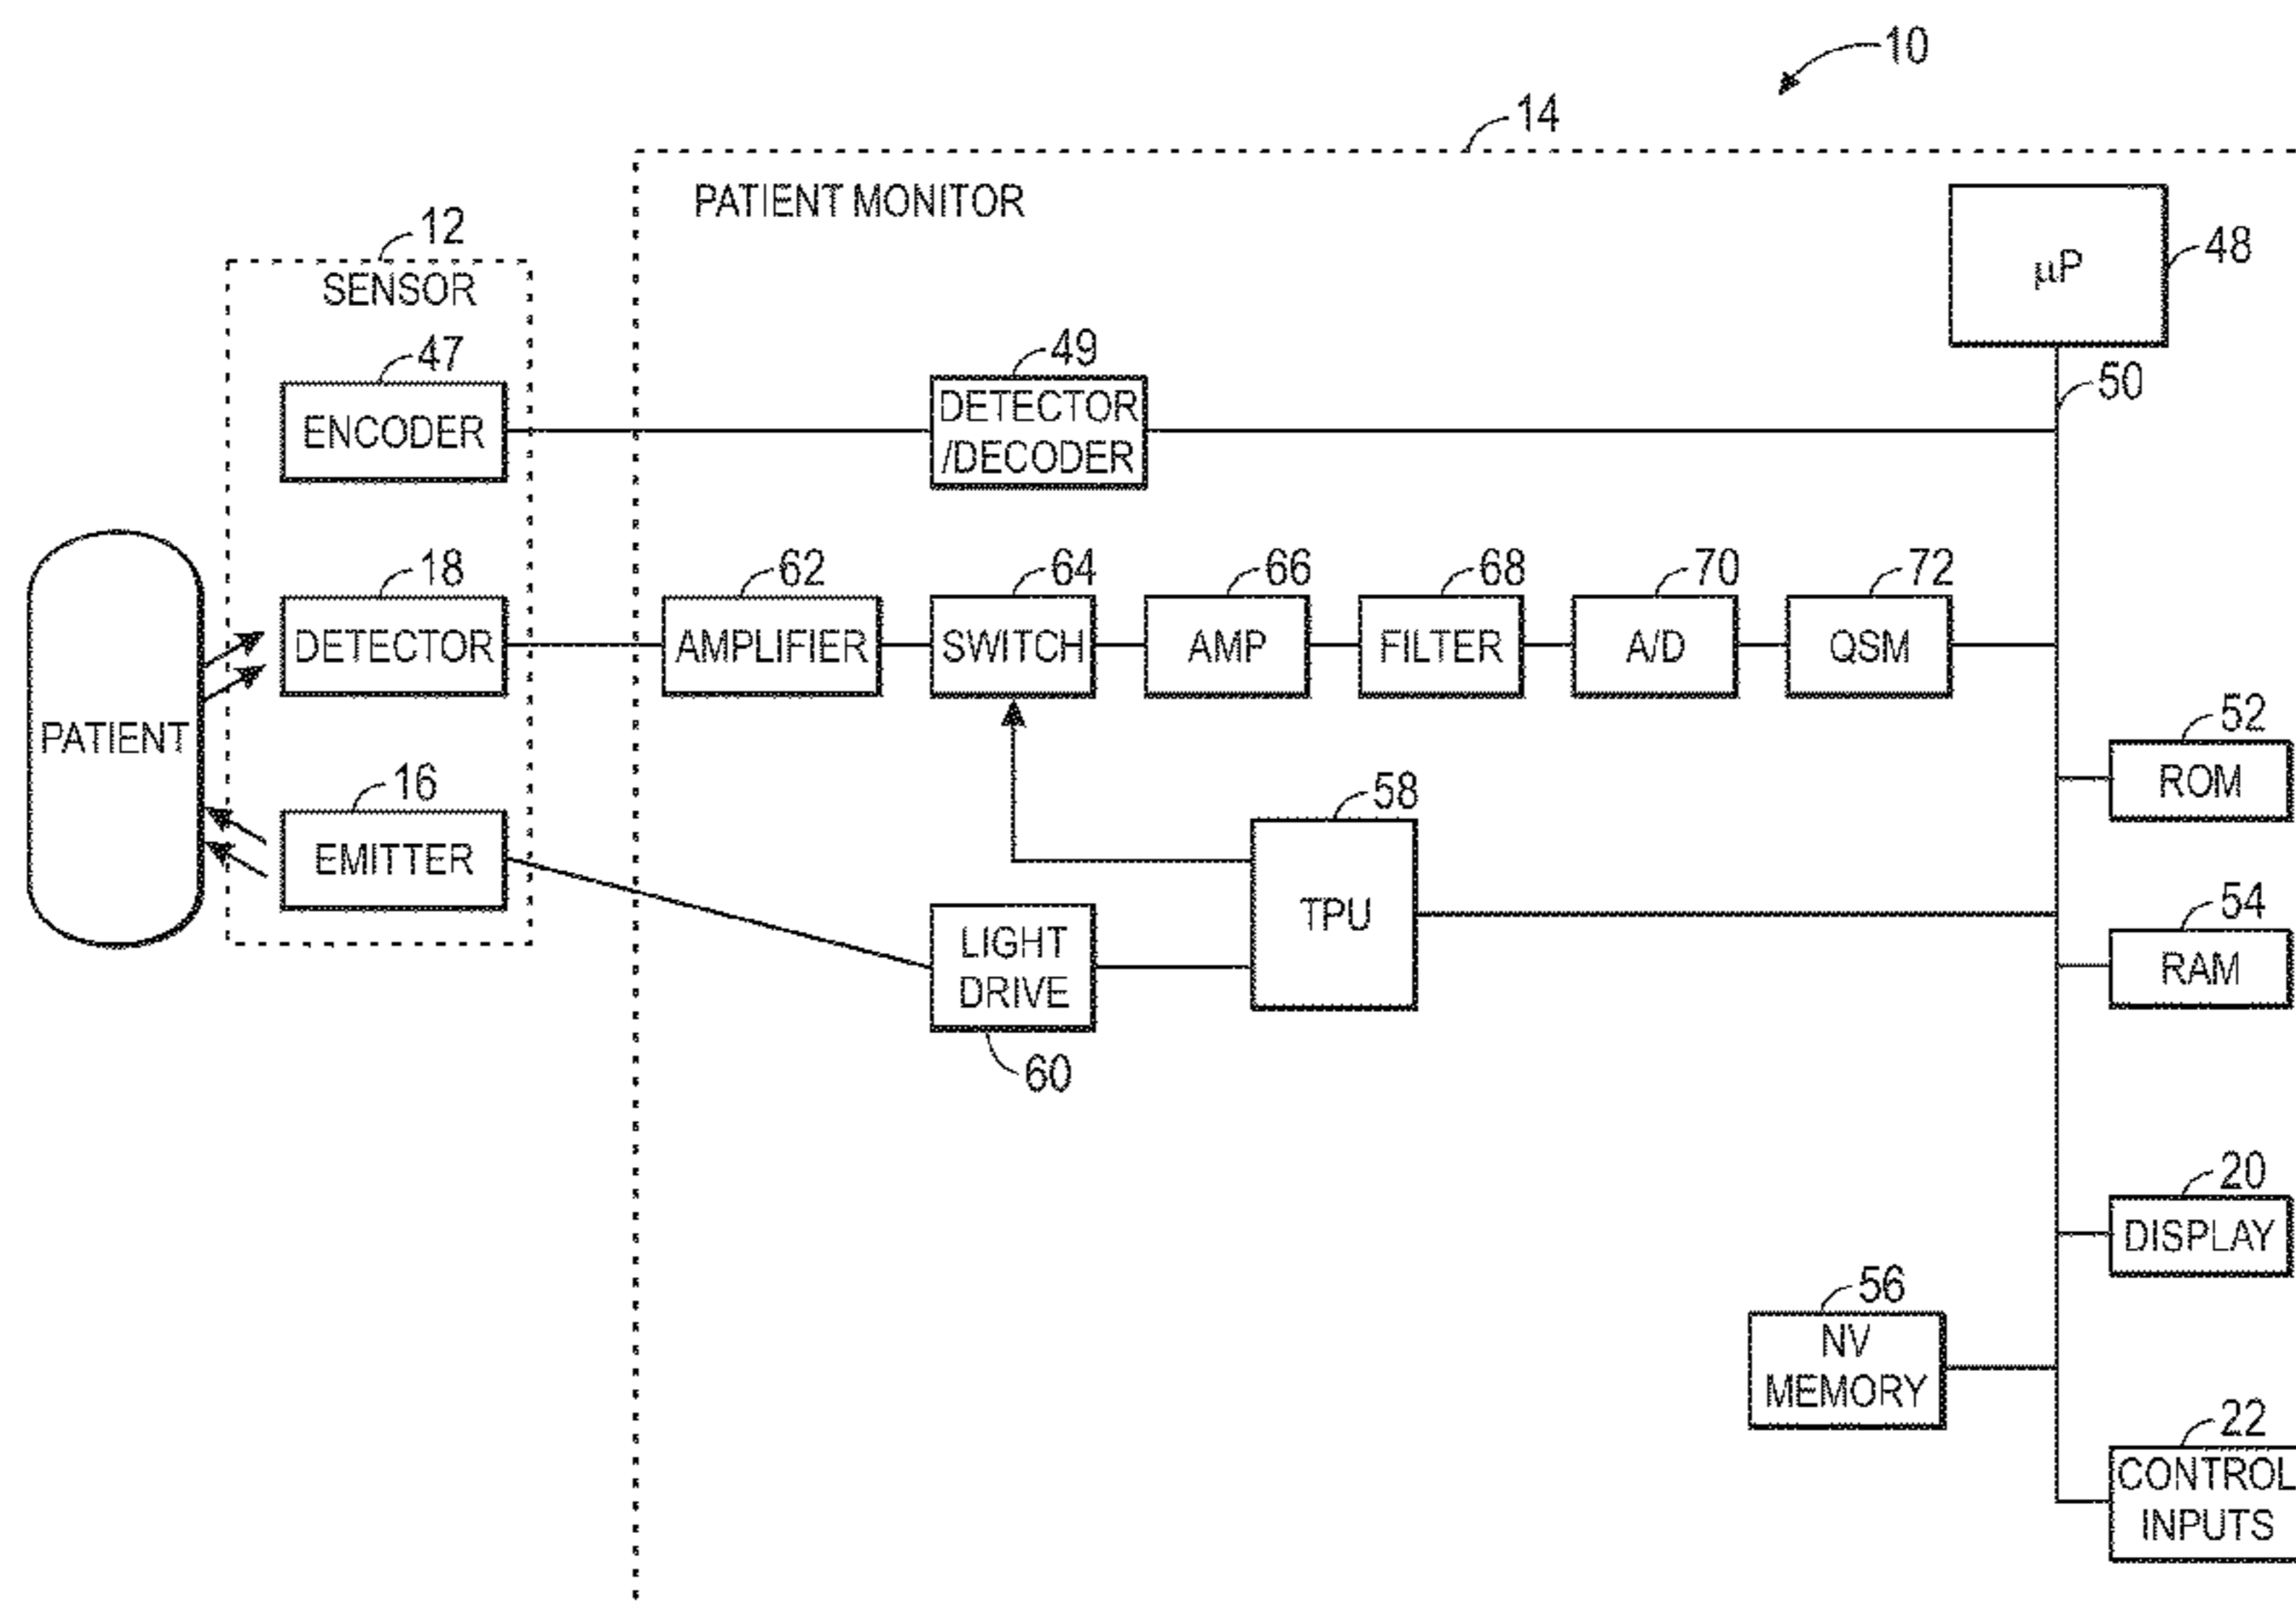 10
14
PATIENT MONITOR
12
SENSOR
μP
48
47
ENCODER
49
DETECTOR
/DECODER
50
18
DETECTOR
62
AMPLIFIER
64
SWITCH
66
AMP
68
FILTER
70
A/D
72
QSM
PATIENT
52
ROM
16
EMITTER
58
TPU
LIGHT
DRIVE
60
54
RAM
20
DISPLAY
56
NV
MEMORY
22
CONTROL
INPUTS